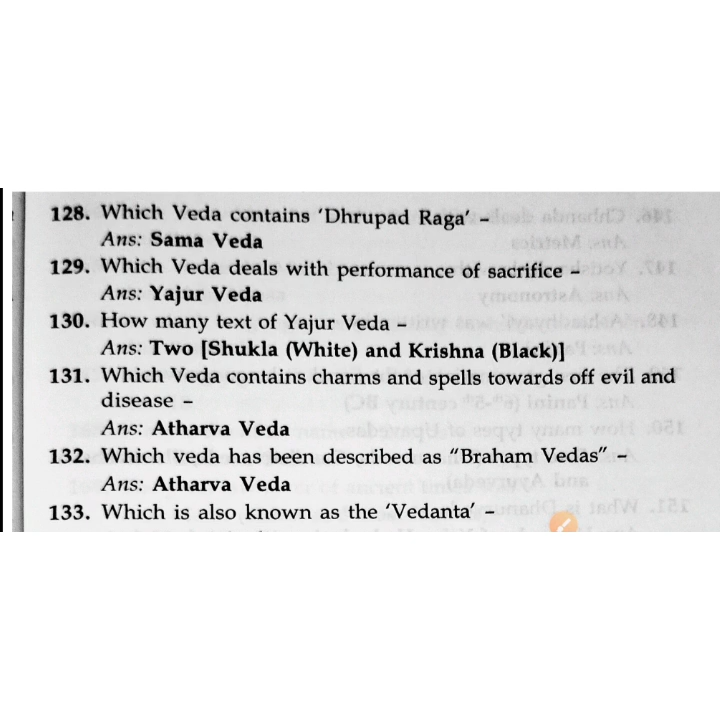 128. Which Veda contains 'Dhrupad Raga' –
Ans: Sama Veda
129. Which Veda deals with performance of sacrifice –
Ans: Yajur Veda
130. How many text of Yajur Veda –
Ans: Two [Shukla (White) and Krishna (Black)]
131. Which Veda contains charms and spells towards off evil and
disease –
Ans: Atharva Veda
132. Which veda has been described as "Braham Vedas" –
Ans: Atharva Veda
133. Which is also known as the 'Vedanta' –